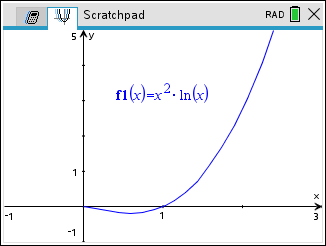 Scratchpad RAD
5 y
f1(x)=x²·ln(x)
1
x
-1 1 3
-1